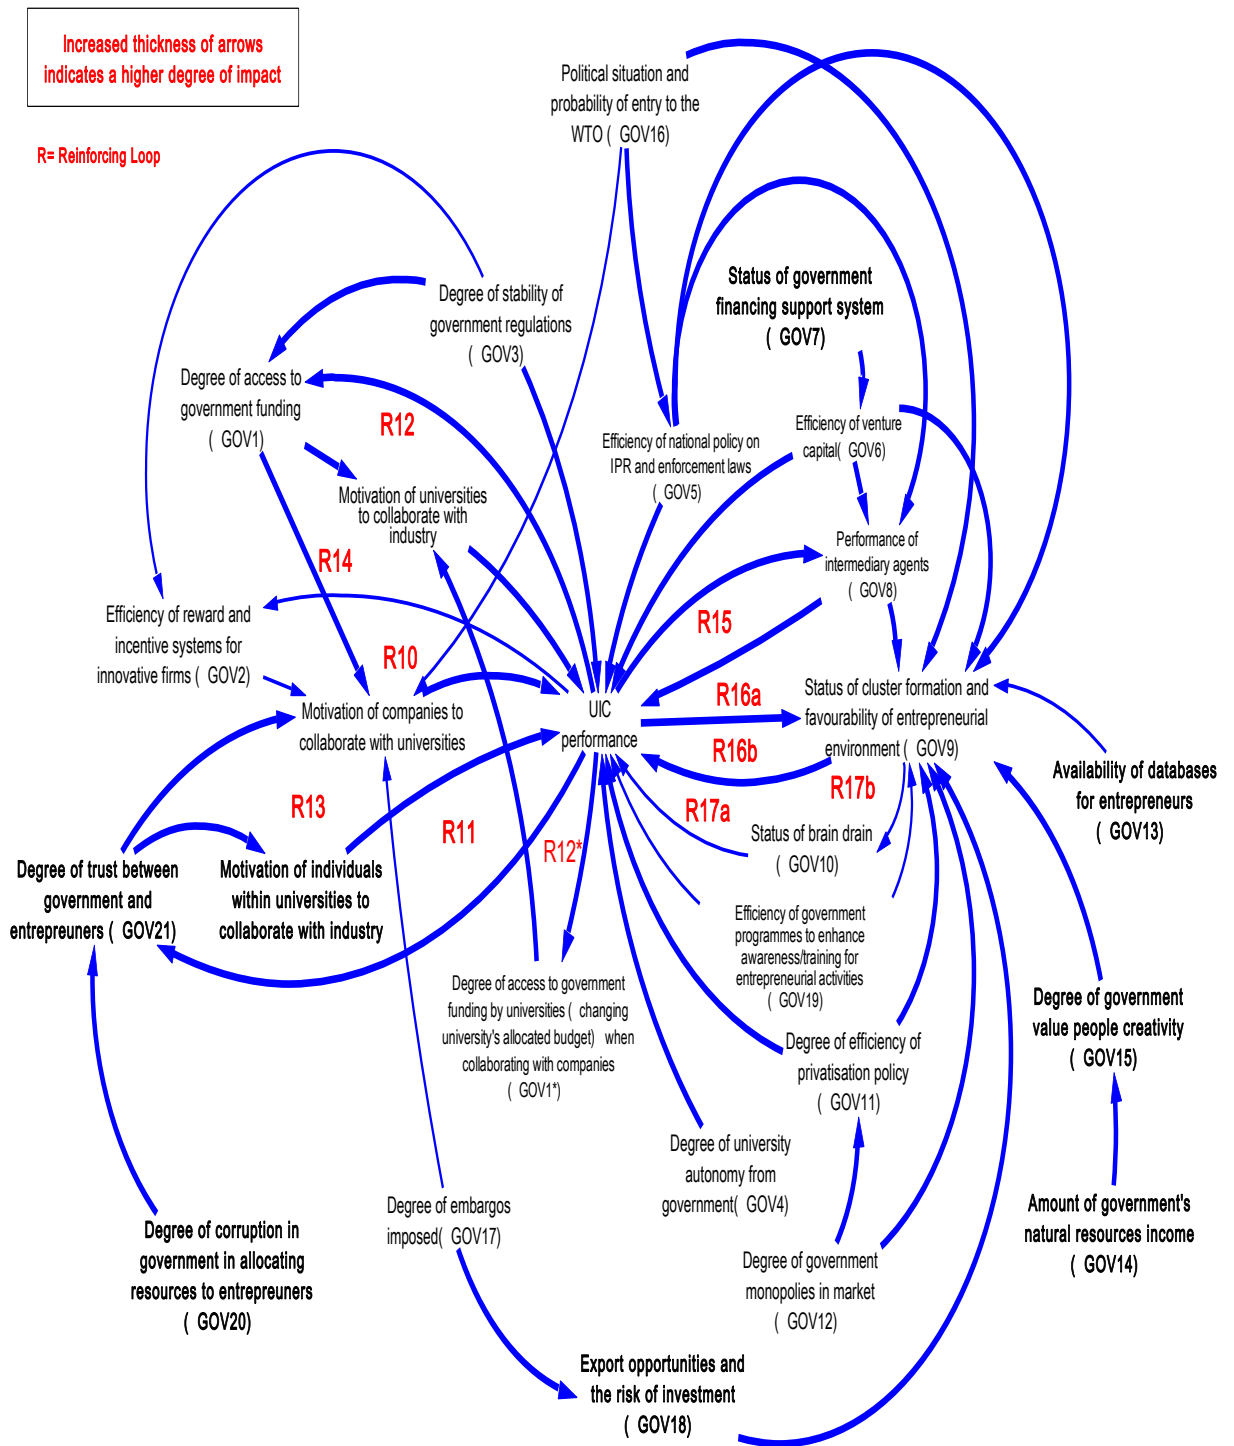 Increased thickness of arrows
indicates a higher degree of impact
R= Reinforcing Loop
Political situation and
probability of entry to the
WTO ( GOV16)
Status of government
financing support system
( GOV7)
Degree of stability of
government regulations
( GOV3)
Degree of access to
government funding
( GOV1)
R12
Efficiency of national policy on
IPR and enforcement laws
( GOV5)
Efficiency of venture
capital( GOV6)
Motivation of universities
to collaborate with
industry
R14
Performance of
intermediary agents
( GOV8)
Efficiency of reward and
incentive systems for
innovative firms ( GOV2)
R10
R15
Motivation of companies to
collaborate with universities
UIC
performance
R16a
R16b
Status of cluster formation and
favourability of entrepreneurial
environment ( GOV9)
Availability of databases
for entrepreneurs
( GOV13)
R13
R11
R12*
R17a
R17b
Status of brain drain
( GOV10)
Degree of trust between
government and
entrepreuners ( GOV21)
Motivation of individuals
within universities to
collaborate with industry
Efficiency of government
programmes to enhance
awareness/training for
entrepreneurial activities
( GOV19)
Degree of access to government
funding by universities ( changing
university's allocated budget) when
collaborating with companies
( GOV1*)
Degree of government
value people creativity
( GOV15)
Degree of efficiency of
privatisation policy
( GOV11)
Degree of university
autonomy from
government( GOV4)
Degree of embargos
imposed( GOV17)
Degree of corruption in
government in allocating
resources to entrepreuners
( GOV20)
Amount of government's
natural resources income
( GOV14)
Degree of government
monopolies in market
( GOV12)
Export opportunities and
the risk of investment
( GOV18)